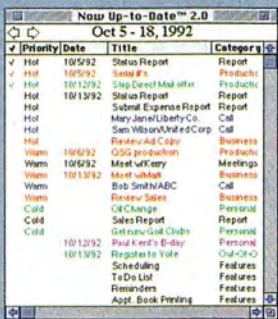 Now Up-to-Date™ 2.0
Oct 5 - 18, 1992
✓ Priority Date Title Category
✓ Hot 10/5/92 Status Report Report
✓ Hot 10/5/92 Serial #'s Productic
✓ Hot 10/12/92 Stop Direct Mail offer Productic
Hot 10/13/92 Status Report Report
Hot Submit Expense Report Report
Hot Mary Jane/Liberty Co. Call
Hot Sam Wilson/United Corp Call
Hot Review Ad Copy Business
Warm 10/6/92 QSG production Productic
Warm 10/6/92 Meet w/Kerry Meetings
Warm 10/13/92 Meet w/Mark Business
Warm Bob Smith/ABC Call
Warm Review Sales Business
Cold Oil Change Personal
Cold Sales Report Report
Cold Get new Golf Clubs Personal
10/12/92 Paul Kent's B-day Personal
10/13/92 Register to Vote Out-Of-O
Scheduling Features
To Do List Features
Reminders Features
Appt. Book Printing Features